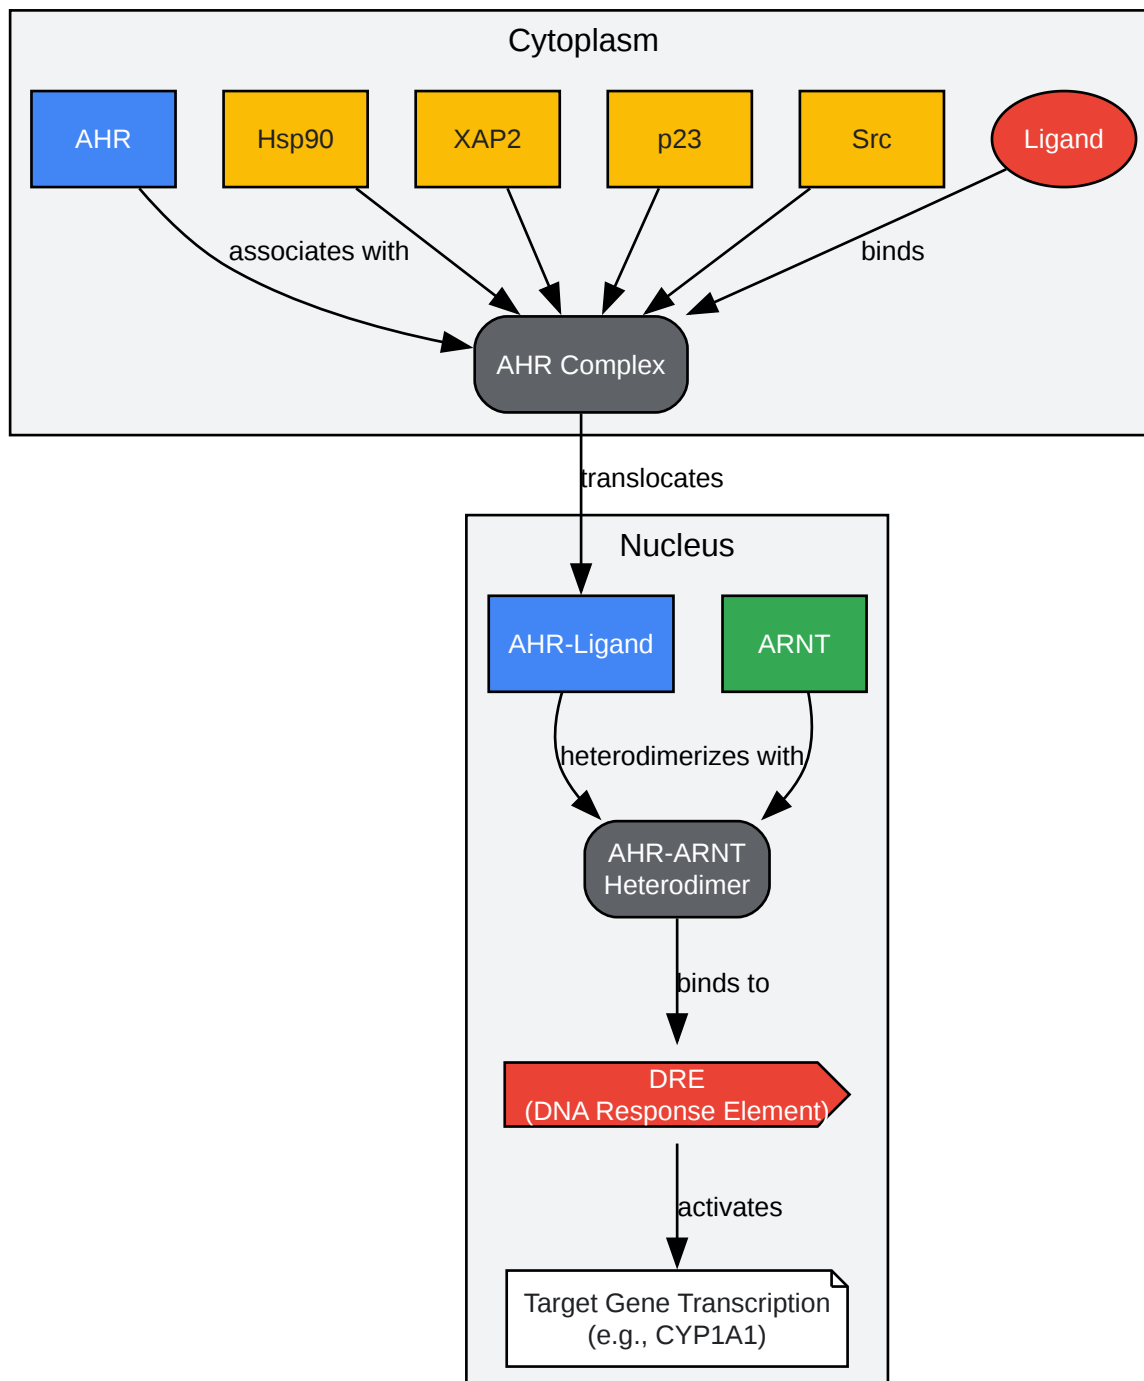 Cytoplasm
AHR
Hsp90
XAP2
p23
Src
Ligand
associates with
binds
AHR Complex
translocates
Nucleus
AHR-Ligand
ARNT
heterodimerizes with
AHR-ARNT
Heterodimer
binds to
DRE
(DNA Response Element)
activates
Target Gene Transcription
(e.g., CYP1A1)